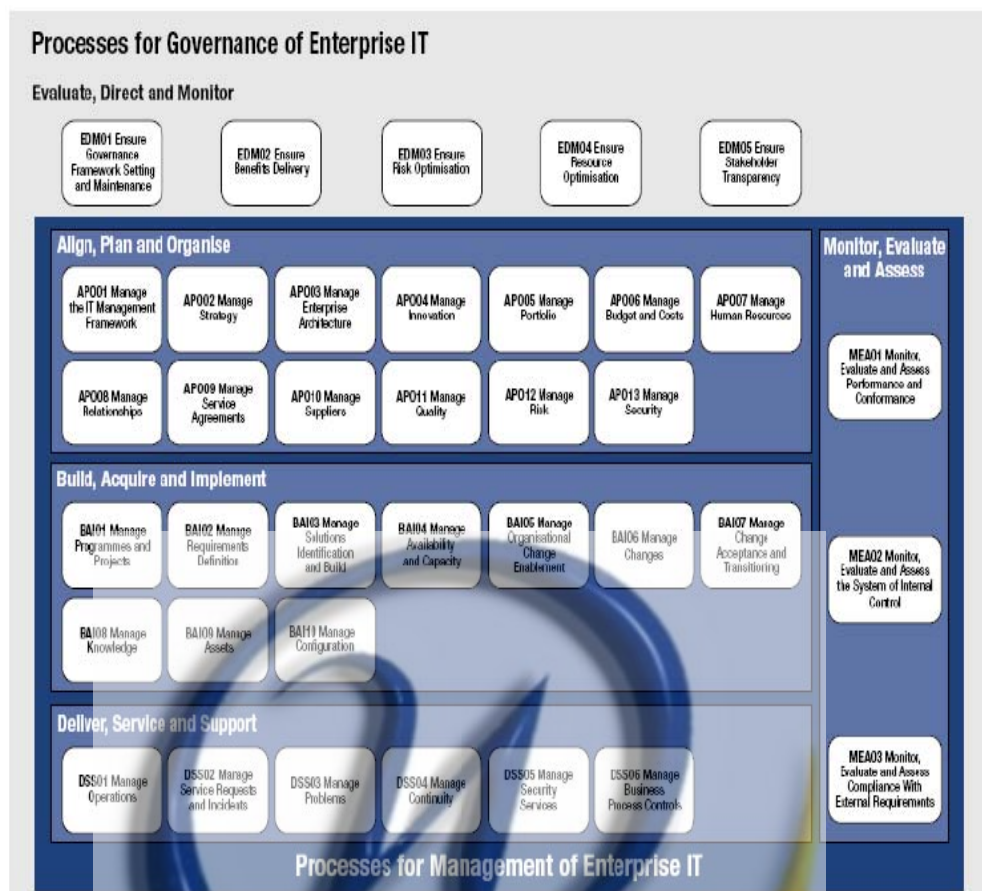 Processes for Governance of Enterprise IT
Evaluate, Direct and Monitor
EDM01 Ensure
Governance
Framework Setting
and Maintenance
EDM02 Ensure
Benefits Delivery
EDM03 Ensure
Risk Optimisation
EDM04 Ensure
Resource
Optimisation
EDM05 Ensure
Stakeholder
Transparency
Align, Plan and Organise
APO01 Manage
the IT Management
Framework
APO02 Manage
Strategy
APO03 Manage
Enterprise
Architecture
APO04 Manage
Innovation
APO05 Manage
Portfolio
APO06 Manage
Budget and Costs
APO07 Manage
Human Resources
APO08 Manage
Relationships
APO09 Manage
Service
Agreements
APO10 Manage
Suppliers
APO11 Manage
Quality
APO12 Manage
Risk
APO13 Manage
Security
Build, Acquire and Implement
BAI01 Manage
Programmes and
Projects
BAI02 Manage
Requirements
Definition
BAI03 Manage
Solutions
Identification
and Build
BAI04 Manage
Availability
and Capacity
BAI05 Manage
Organisational
Change
Enablement
BAI06 Manage
Changes
BAI07 Manage
Change
Acceptance and
Transitioning
BAI08 Manage
Knowledge
BAI09 Manage
Assets
BAI10 Manage
Configuration
Deliver, Service and Support
DSS01 Manage
Operations
DSS02 Manage
Service Requests
and Incidents
DSS03 Manage
Problems
DSS04 Manage
Continuity
DSS05 Manage
Security
Services
DSS06 Manage
Business
Process Controls
Monitor, Evaluate
and Assess
MEA01 Monitor,
Evaluate and Assess
Performance and
Conformance
MEA02 Monitor,
Evaluate and Assess
the System of Internal
Control
MEA03 Monitor,
Evaluate and Assess
Compliance With
External Requirements
Processes for Management of Enterprise IT